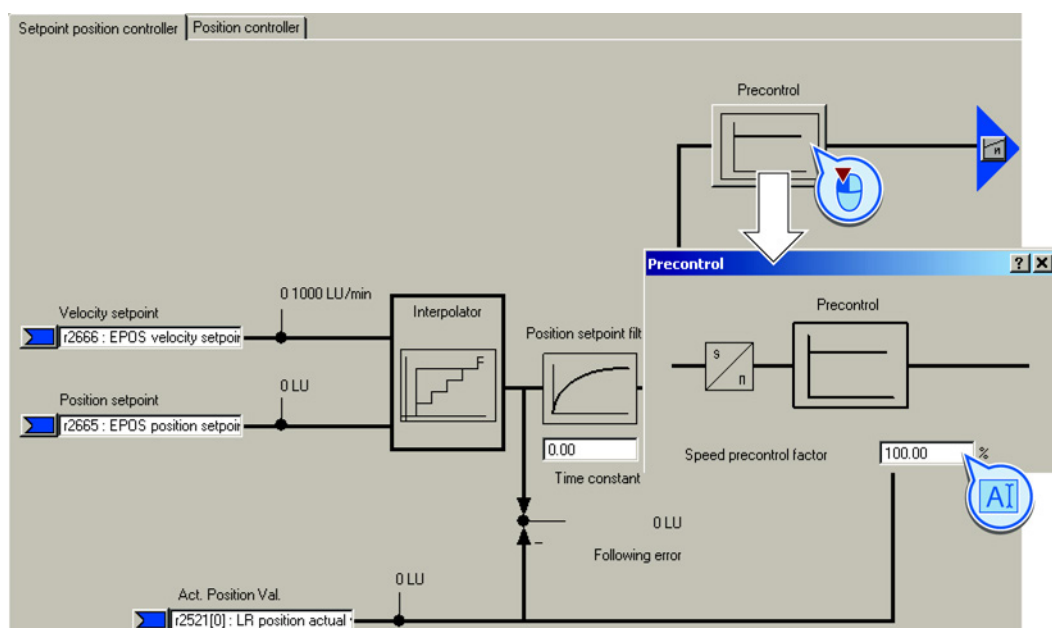 Setpoint position controller
Position controller
Precontrol
Precontrol
Precontrol
s
n
Speed precontrol factor
100.00
%
AI
0 1000 LU/min
Velocity setpoint
r2666 : EPOS velocity setpoir
Interpolator
F
Position setpoint filt
0.00
Time constant
0 LU
Position setpoint
r2665 : EPOS position setpoir
0 LU
Following error
0 LU
Act. Position Val.
r2521[0] : LR position actual